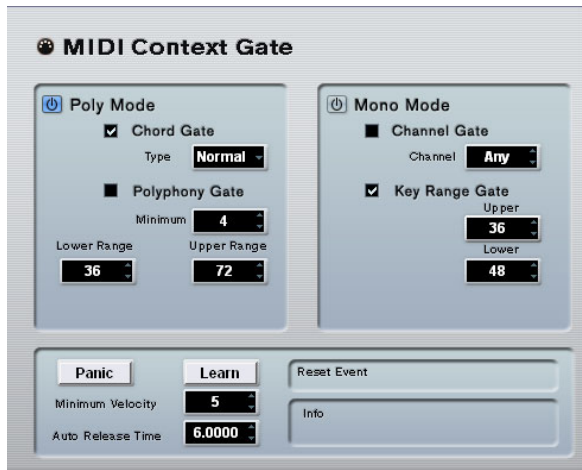 MIDI Context Gate
Poly Mode
Chord Gate
Type Normal
Polyphony Gate
Minimum 4
Lower Range Upper Range
36 72
Mono Mode
Channel Gate
Channel Any
Key Range Gate
Upper
36
Lower
48
Panic Learn
Minimum Velocity 5
Auto Release Time 6.0000
Reset Event
Info